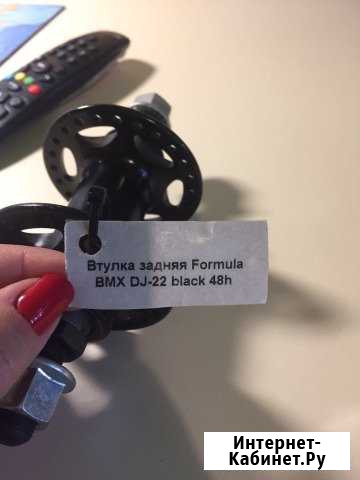 Втулка задняя Formula
BMX DJ-22 black 48h
Интернет-
Кабинет.Ру